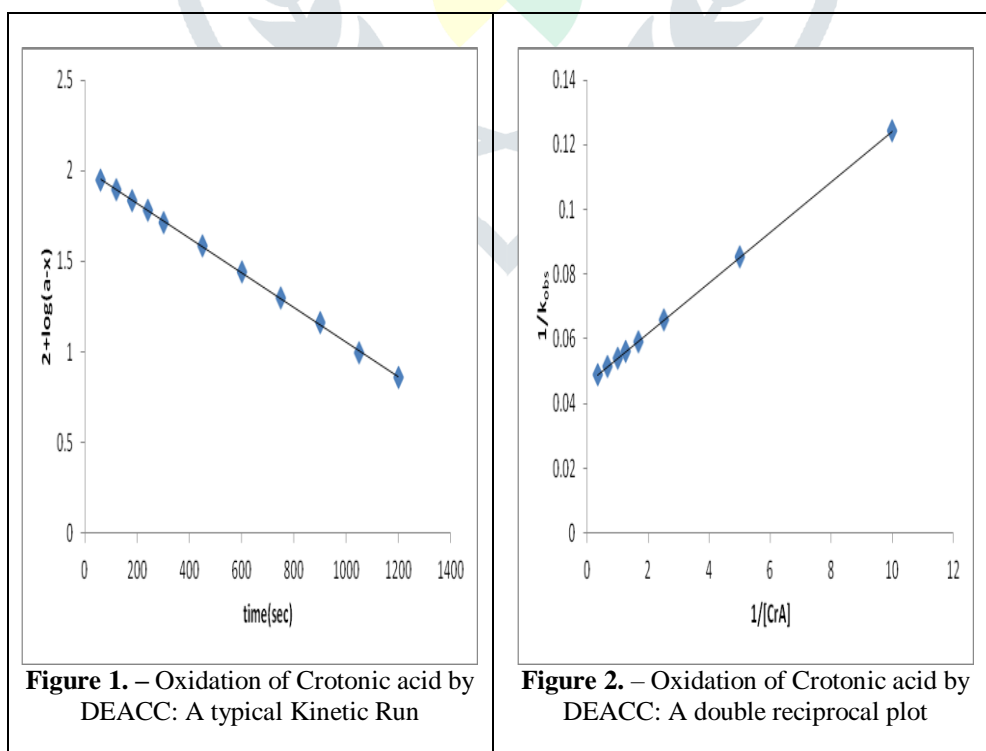 2+log(a-x)
2.5
2
1.5
1
0.5
0
0 200 400 600 800 1000 1200 1400
time(sec)
Figure 1. – Oxidation of Crotonic acid by
DEACC: A typical Kinetic Run
1/kobs
0.14
0.12
0.1
0.08
0.06
0.04
0.02
0
0 2 4 6 8 10 12
1/[CrA]
Figure 2. – Oxidation of Crotonic acid by
DEACC: A double reciprocal plot